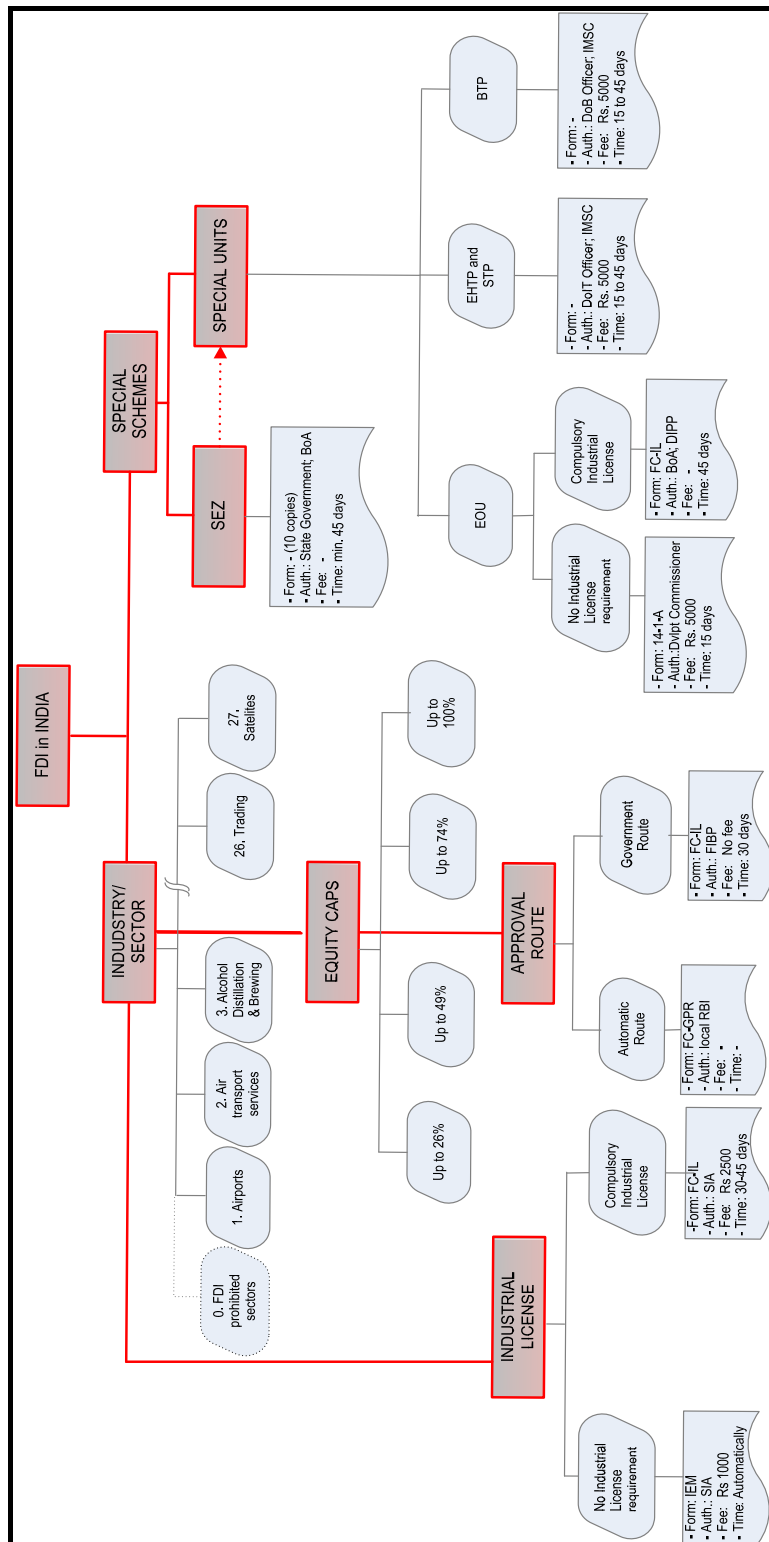 FDI in INDIA
INDUDSTRY/
SECTOR
SPECIAL
SCHEMES
0. FDI
prohibited
sectors
1. Airports
2. Air
transport
services
3. Alcohol
Distillation
& Brewing
26. Trading
27.
Satelites
SEZ
SPECIAL UNITS
- Form: - (10 copies)
- Auth.: State Government; BoA
- Fee: -
- Time: min. 45 days
EQUITY CAPS
Up to 26%
Up to 49%
Up to 74%
Up to
100%
EOU
EHTP and
STP
BTP
INDUSTRIAL
LICENSE
APPROVAL
ROUTE
No Industrial
License
requirement
Compulsory
Industrial
License
Automatic
Route
Government
Route
No Industrial
License
requirement
Compulsory
Industrial
License
- Form: -
- Auth.: DoIT Officer; IMSC
- Fee: Rs. 5000
- Time: 15 to 45 days
- Form: -
- Auth.: DoB Officer; IMSC
- Fee: Rs. 5000
- Time: 15 to 45 days
- Form: IEM
- Auth.: SIA
- Fee: Rs 1000
- Time: Automatically
-Form: FC-IL
- Auth.: SIA
- Fee: Rs 2500
- Time: 30-45 days
- Form: FC-GPR
- Auth.: local RBI
- Fee: -
- Time: -
- Form: FC-IL
- Auth.: FIBP
- Fee: No fee
- Time: 30 days
- Form: 14-1-A
- Auth.:Dvlpt Commissioner
- Fee: Rs. 5000
- Time: 15 days
- Form: FC-IL
- Auth.: BoA; DIPP
- Fee: -
- Time: 45 days